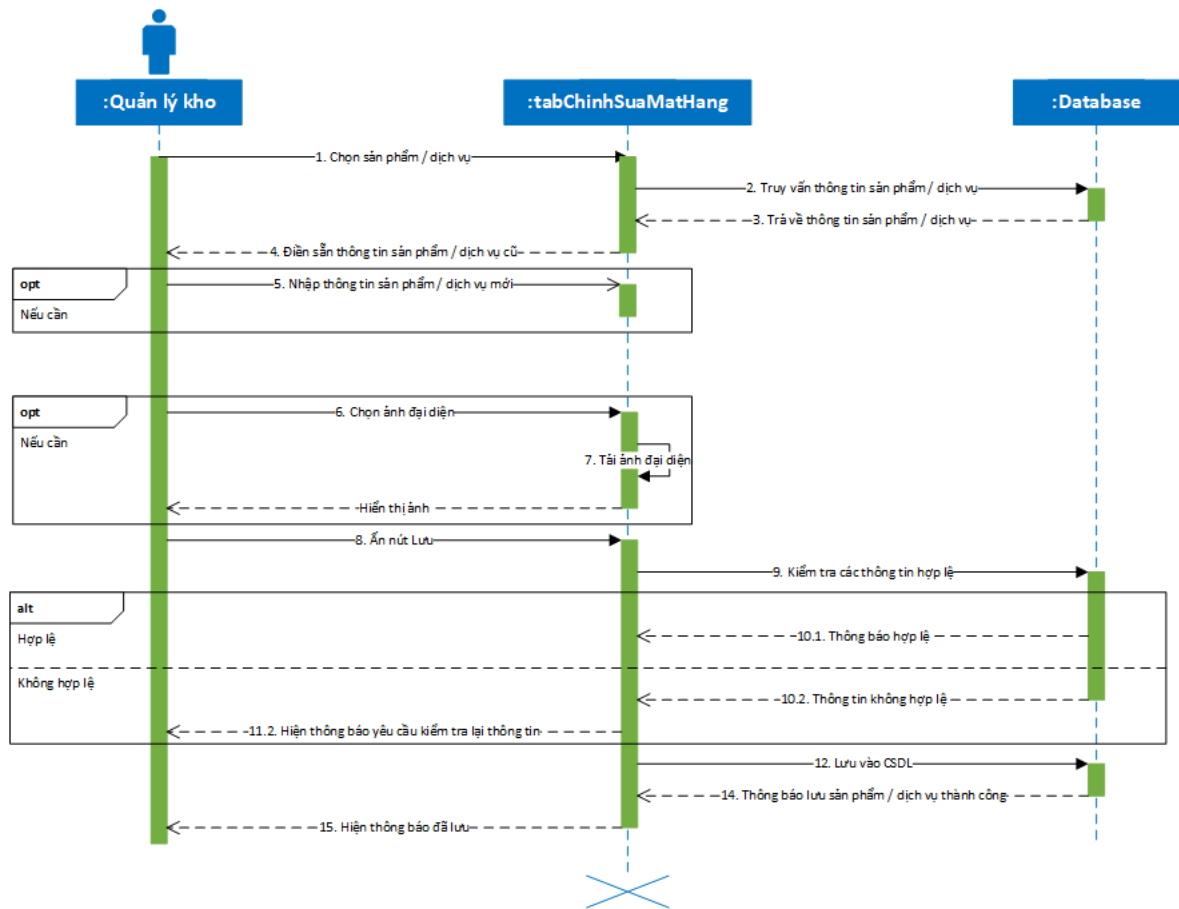 :Quản lý kho
:tabChinhSuaMatHang
:Database
1. Chọn sản phẩm / dịch vụ
2. Truy vấn thông tin sản phẩm / dịch vụ
3. Trả về thông tin sản phẩm / dịch vụ
4. Điền sẵn thông tin sản phẩm / dịch vụ cũ
opt
5. Nhập thông tin sản phẩm / dịch vụ mới
Nếu cần
opt
6. Chọn ảnh đại diện
Nếu cần
7. Tải ảnh đại diện
Hiển thị ảnh
8. Ấn nút Lưu
9. Kiểm tra các thông tin hợp lệ
alt
Hợp lệ
10.1. Thông báo hợp lệ
Không hợp lệ
10.2. Thông tin không hợp lệ
11.2. Hiện thông báo yêu cầu kiểm tra lại thông tin
12. Lưu vào CSDL
14. Thông báo lưu sản phẩm / dịch vụ thành công
15. Hiện thông báo đã lưu